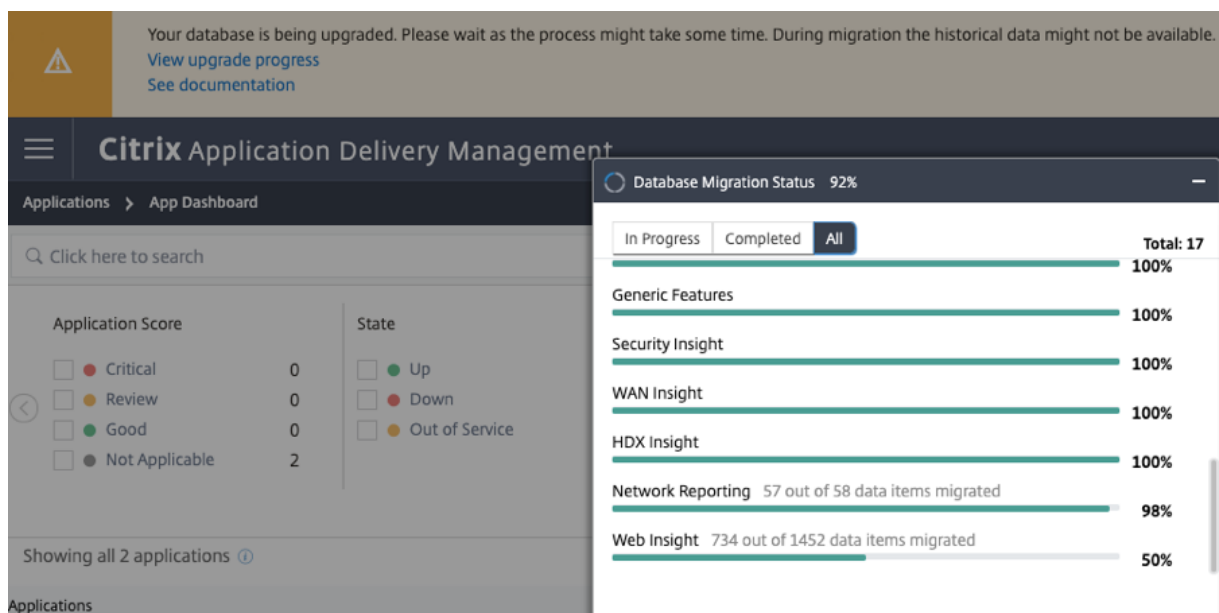 Your database is being upgraded. Please wait as the process might take some time. During migration the historical data might not be available.
View upgrade progress
See documentation
Citrix Application Delivery Management
Applications > App Dashboard
Click here to search
Application Score
Critical 0
Review 0
Good 0
Not Applicable 2
State
Up
Down
Out of Service
Showing all 2 applications
Applications
Database Migration Status 92%
In Progress Completed All Total: 17
100%
Generic Features
100%
Security Insight
100%
WAN Insight
100%
HDX Insight
100%
Network Reporting 57 out of 58 data items migrated
98%
Web Insight 734 out of 1452 data items migrated
50%